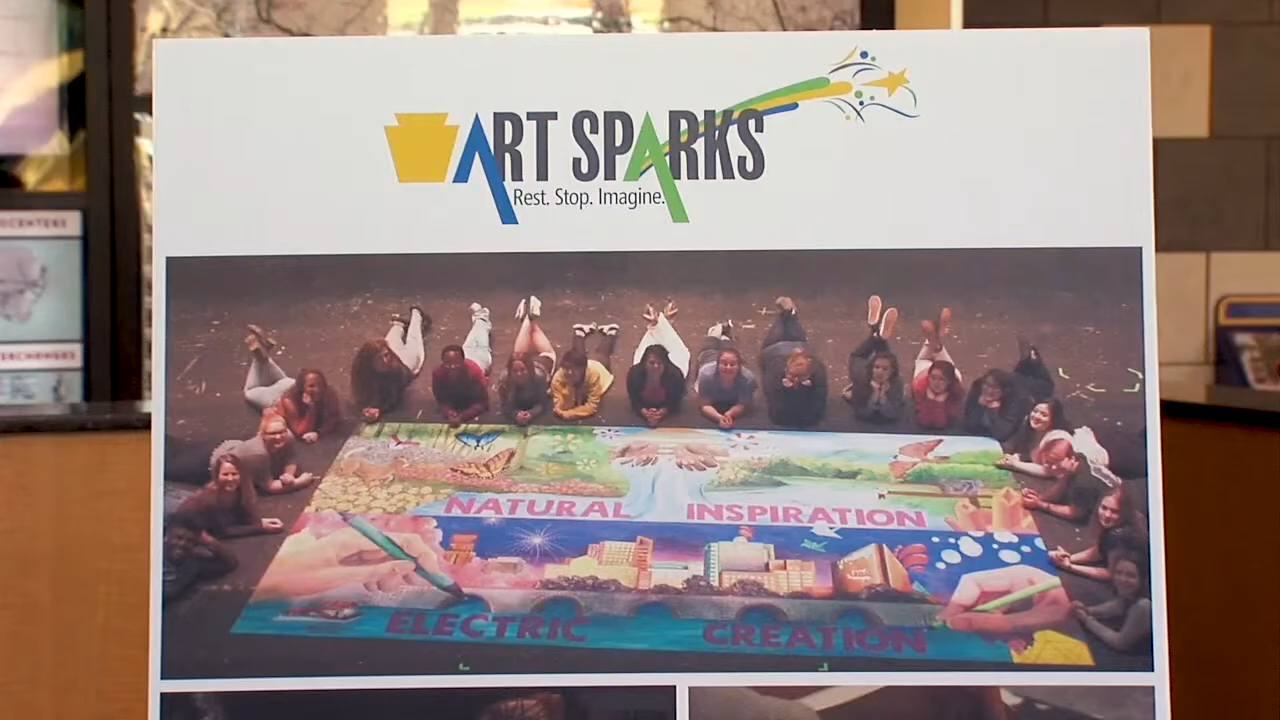 ART SPARKS
Rest. Stop. Imagine.
NATURAL INSPIRATION
ELECTRIC CREATION